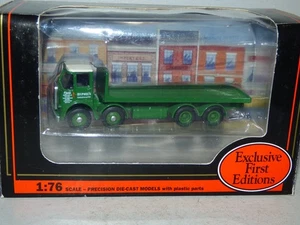 Exclusive
First
Editions
1:76 SCALE - PRECISION DIE-CAST MODELS with plastic parts